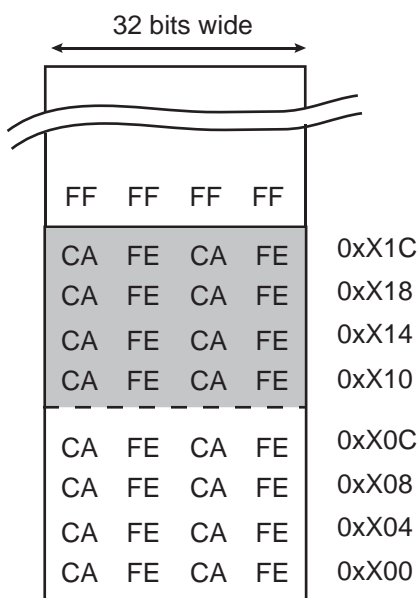 32 bits wide
FF FF FF FF
CA FE CA FE 0xX1C
CA FE CA FE 0xX18
CA FE CA FE 0xX14
CA FE CA FE 0xX10
CA FE CA FE 0xX0C
CA FE CA FE 0xX08
CA FE CA FE 0xX04
CA FE CA FE 0xX00